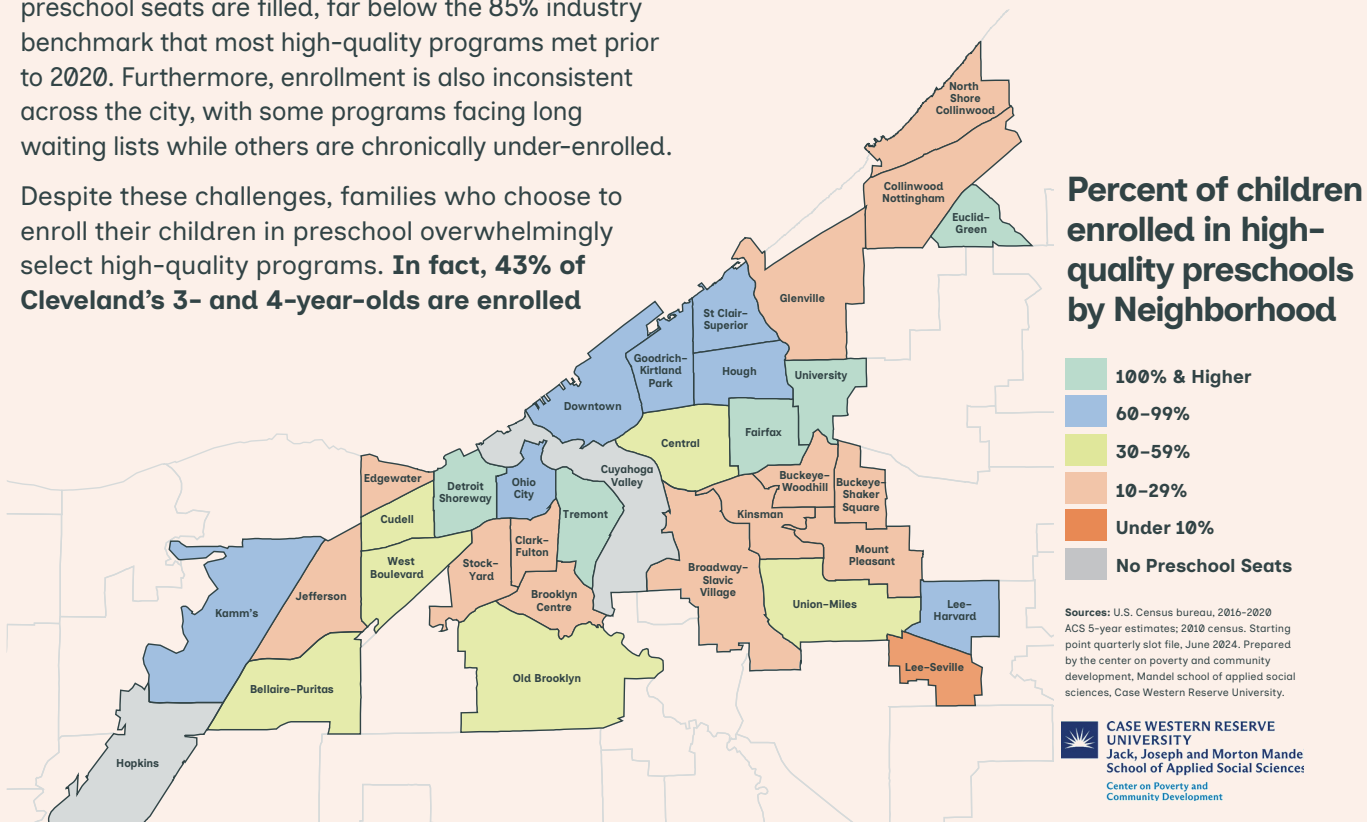 preschool seats are filled, far below the 85% industry
benchmark that most high-quality programs met prior
to 2020. Furthermore, enrollment is also inconsistent
across the city, with some programs facing long
waiting lists while others are chronically under-enrolled.
Despite these challenges, families who choose to
enroll their children in preschool overwhelmingly
select high-quality programs. In fact, 43% of
Cleveland's 3- and 4-year-olds are enrolled
North
Shore
Collinwood
Collinwood
Nottingham
Euclid-
Green
Glenville
St Clair-
Superior
Goodrich-
Kirtland
Park
Hough
University
Downtown
Central
Fairfax
Cuyahoga
Valley
Edgewater
Detroit
Shoreway
Ohio
City
Buckeye-
Woodhill
Buckeye-
Shaker
Square
Cudell
Tremont
Kinsman
Clark-
Fulton
Mount
Pleasant
West
Boulevard
Stock-
Yard
Broadway-
Slavic
Village
Jefferson
Brooklyn
Centre
Kamm's
Union-Miles
Lee-
Harvard
Lee-Seville
Bellaire-Puritas
Old Brooklyn
Hopkins
Percent of children
enrolled in high-
quality preschools
by Neighborhood
100% & Higher
60-99%
30-59%
10-29%
Under 10%
No Preschool Seats
Sources: U.S. Census bureau, 2016-2020
ACS 5-year estimates; 2010 census. Starting
point quarterly slot file, June 2024. Prepared
by the center on poverty and community
development, Mandel school of applied social
sciences, Case Western Reserve University.
CASE WESTERN RESERVE
UNIVERSITY
Jack, Joseph and Morton Mande
School of Applied Social Sciences
Center on Poverty and
Community Development